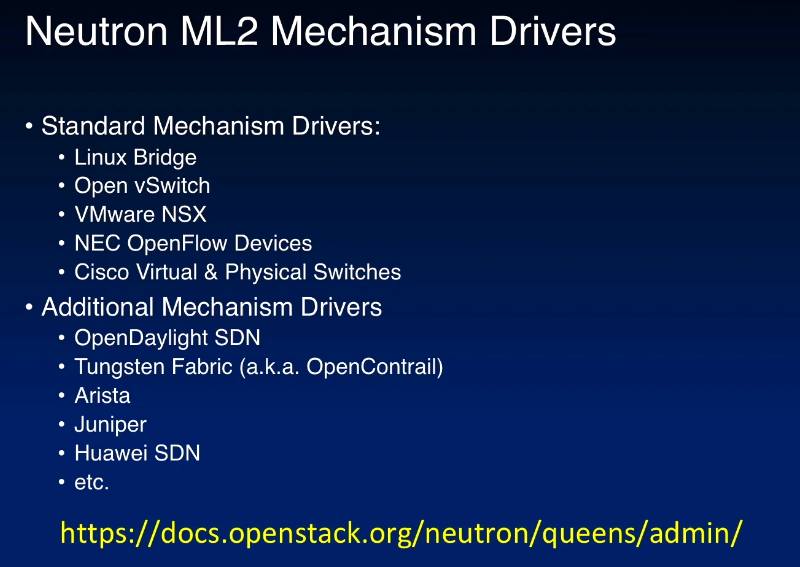 Neutron ML2 Mechanism Drivers
• Standard Mechanism Drivers:
• Linux Bridge
• Open vSwitch
• VMware NSX
• NEC OpenFlow Devices
• Cisco Virtual & Physical Switches
• Additional Mechanism Drivers
• OpenDaylight SDN
• Tungsten Fabric (a.k.a. OpenContrail)
• Arista
• Juniper
• Huawei SDN
• etc.
https://docs.openstack.org/neutron/queens/admin/